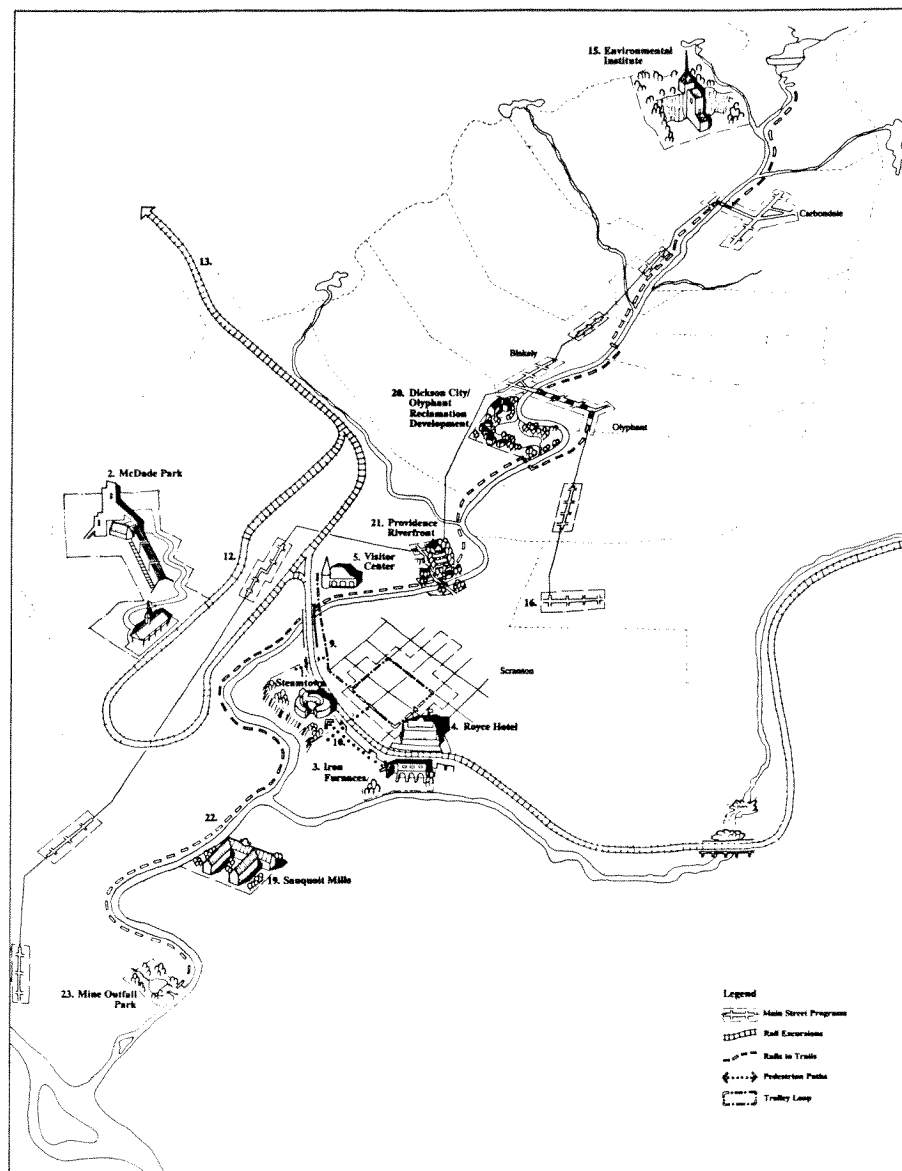 15. Environmental
Institute
Carbondale
13.
Blakely
20. Dickson City/
Olyphant
Reclamation
Development
Olyphant
2. McDade Park
21. Providence
Riverfront
12.
5. Visitor
Center
16.
9.
Scranton
1.
Steamtown
4. Royce Hotel
10.
3. Iron
Furnaces
22.
19. Sauquoit Mills
23. Mine Outfall
Park
Legend
Main Street Programs
Rail Excursions
Rails to Trails
Pedestrian Paths
Trolley Loop